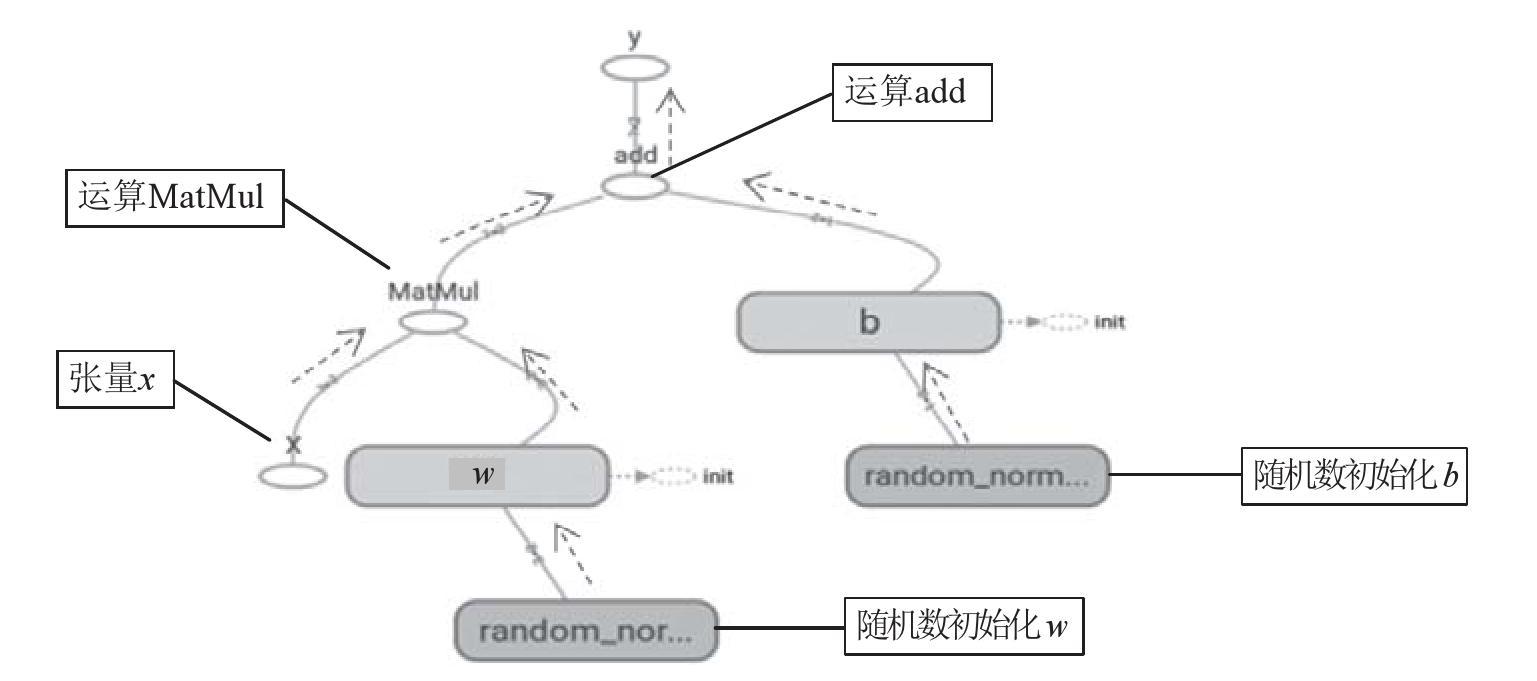 y
运算add
add
运算MatMul
MatMul
b
init
张量x
x
w
init
random_norm...
随机数初始化 b
random_nor...
随机数初始化 w